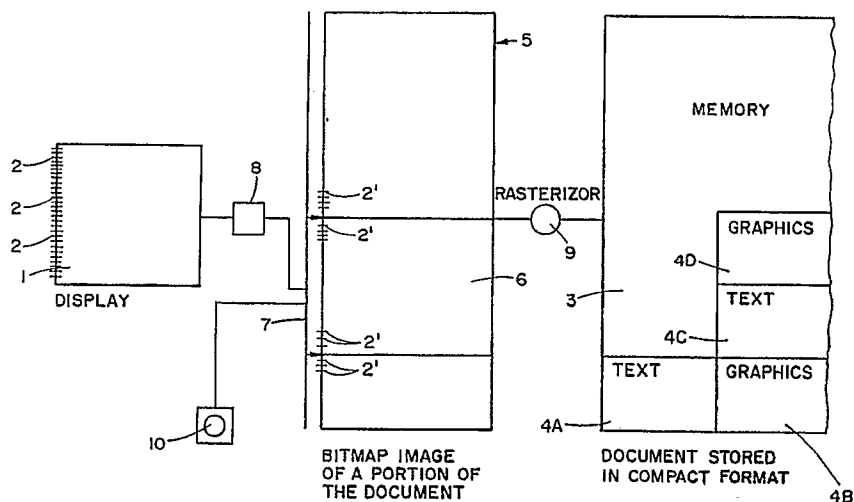 5
MEMORY
2
8
2'
RASTERIZOR
2
2'
GRAPHICS
9
4D
2
6
3
TEXT
1
DISPLAY
7
2'
4C
2'
TEXT
GRAPHICS
10
4A
BITMAP IMAGE
OF A PORTION OF
THE DOCUMENT
DOCUMENT STORED
IN COMPACT FORMAT
4B